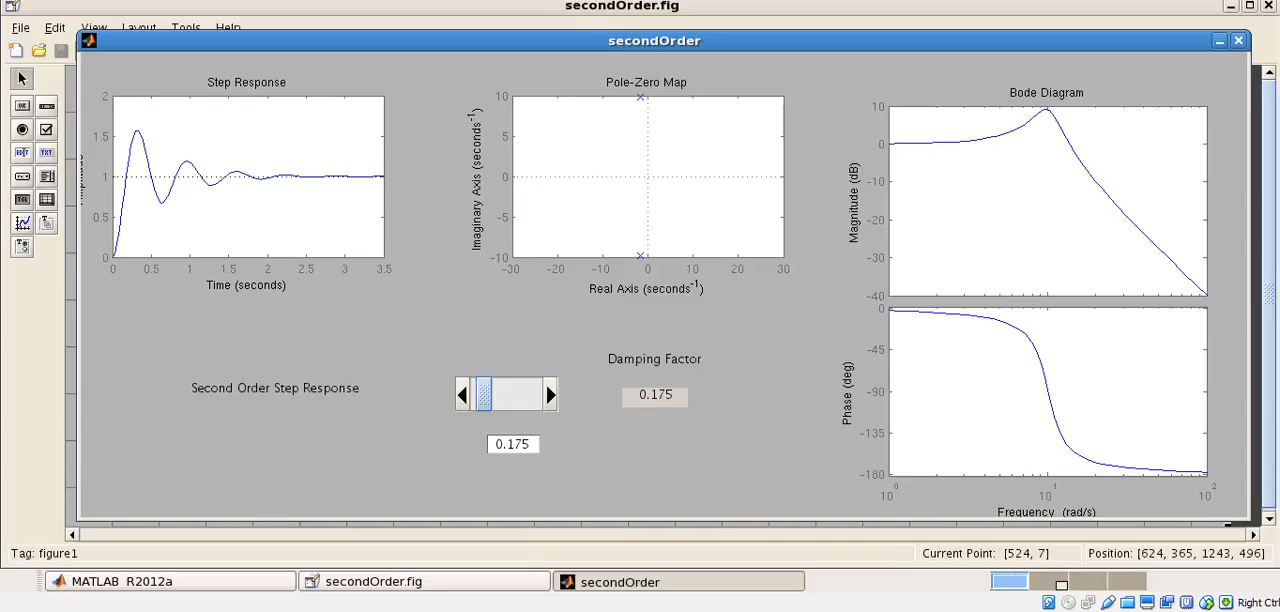 secondOrder.fig
File Edit View Layout Tools Help
secondOrder
Step Response
2
1.5
1
0.5
0
0 0.5 1 1.5 2 2.5 3 3.5
Time (seconds)
Pole-Zero Map
Imaginary Axis (seconds⁻¹)
10
5
0
-5
-10
-30 -20 -10 0 10 20 30
Real Axis (seconds⁻¹)
Bode Diagram
Magnitude (dB)
10
0
-10
-20
-30
-40
Phase (deg)
0
-45
-90
-135
-180
10⁰ 10¹ 10²
Frequency (rad/s)
Second Order Step Response
Damping Factor
0.175
0.175
Tag: figure1
Current Point: [524, 7]
Position: [624, 365, 1243, 496]
MATLAB R2012a
secondOrder.fig
secondOrder
Right Ctrl